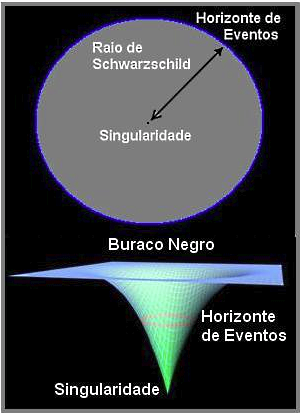 Horizonte de
Eventos
Raio de
Schwarzschild
Singularidade
Buraco Negro
Horizonte
de Eventos
Singularidade